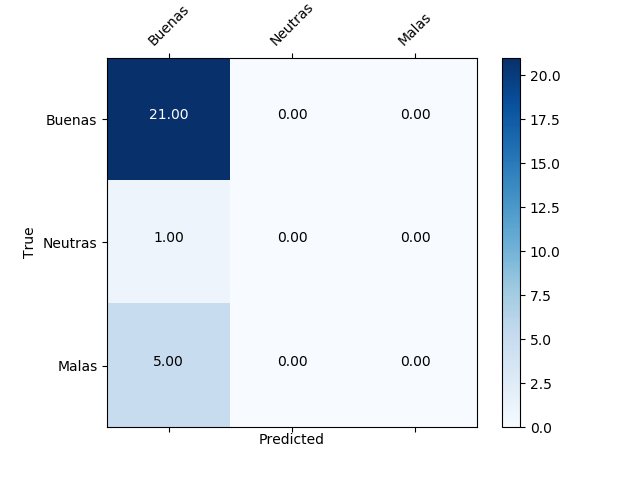 Buenas Neutras Malas
Buenas 21.00 0.00 0.00
Neutras 1.00 0.00 0.00
Malas 5.00 0.00 0.00
True
Predicted
20.0
17.5
15.0
12.5
10.0
7.5
5.0
2.5
0.0